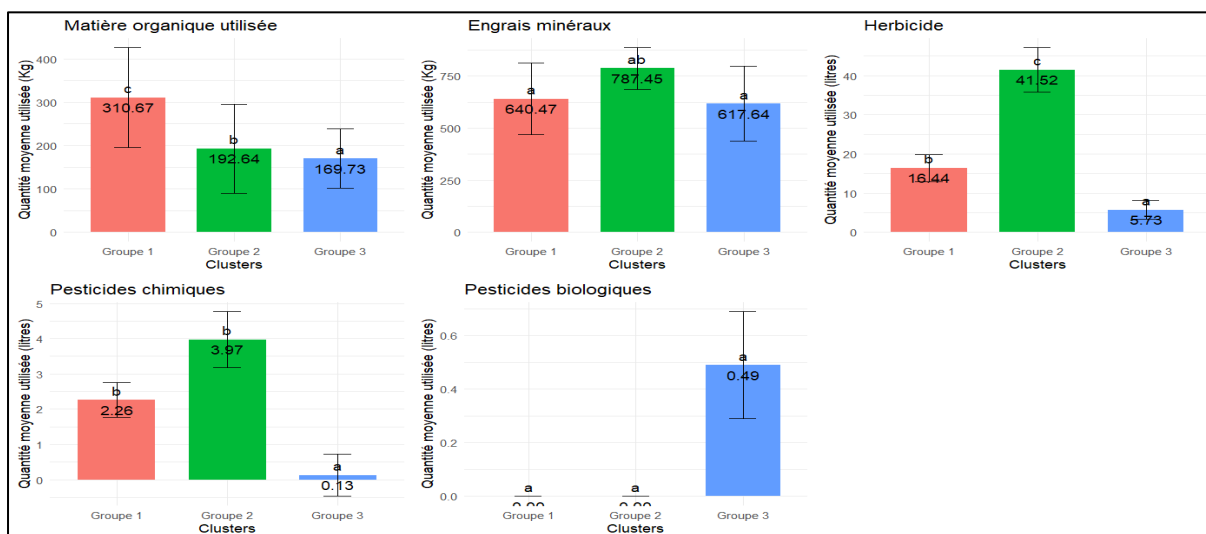 Matière organique utilisée
Quantité moyenne utilisée (Kg)
400
300
200
100
0
c
310.67
b
192.64
a
169.73
Groupe 1
Groupe 2
Groupe 3
Clusters
Engrais minéraux
Quantité moyenne utilisée (Kg)
750
500
250
0
a
640.47
ab
787.45
a
617.64
Groupe 1
Groupe 2
Groupe 3
Clusters
Herbicide
Quantité moyenne utilisée (litres)
40
30
20
10
0
b
16.44
c
41.52
a
5.73
Groupe 1
Groupe 2
Groupe 3
Clusters
Pesticides chimiques
Quantité moyenne utilisée (litres)
5
4
3
2
1
0
b
2.26
b
3.97
a
0.13
Groupe 1
Groupe 2
Groupe 3
Clusters
Pesticides biologiques
Quantité moyenne utilisée (litres)
0.6
0.4
0.2
0.0
a
a
a
0.49
Groupe 1
Groupe 2
Groupe 3
Clusters